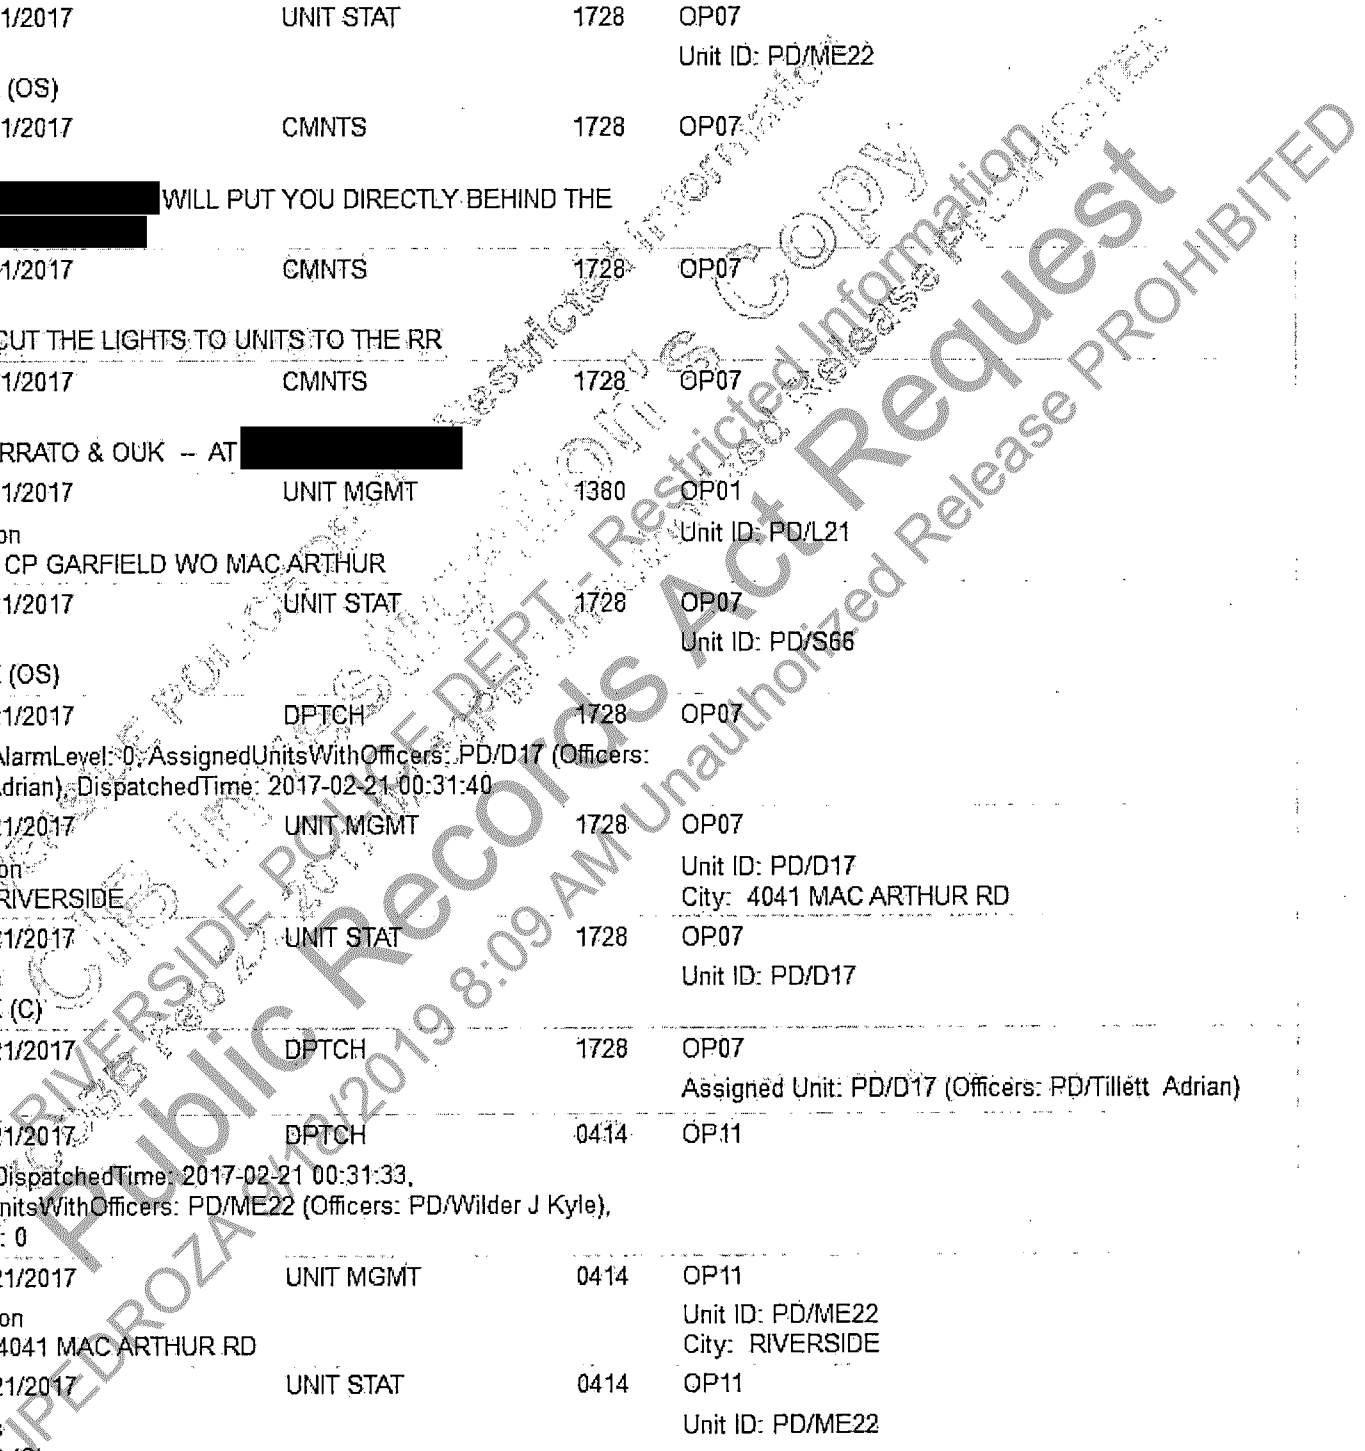 1/2017 UNIT STAT 1728 OP07
Unit ID: PD/ME22
(OS)
1/2017 CMNTS 1728 OP07
WILL PUT YOU DIRECTLY BEHIND THE
1/2017 CMNTS 1728 OP07
CUT THE LIGHTS TO UNITS TO THE RR
1/2017 CMNTS 1728 OP07
RRATO & OUK -- AT
1/2017 UNIT MGMT 1380 OP01
on Unit ID: PD/L21
CP GARFIELD WO MAC ARTHUR
1/2017 UNIT STAT 1728 OP07
Unit ID: PD/S66
(OS)
1/2017 DPTCH 1728 OP07
AlarmLevel: 0, AssignedUnitsWithOfficers: PD/D17 (Officers:
Adrian), DispatchedTime: 2017-02-21 00:31:40
21/2017 UNIT MGMT 1728 OP07
on Unit ID: PD/D17
RIVERSIDE City: 4041 MAC ARTHUR RD
21/2017 UNIT STAT 1728 OP07
Unit ID: PD/D17
(C)
21/2017 DPTCH 1728 OP07
Assigned Unit: PD/D17 (Officers: PD/Tillett Adrian)
21/2017 DPTCH 0414 OP11
DispatchedTime: 2017-02-21 00:31:33,
nitsWithOfficers: PD/ME22 (Officers: PD/Wilder J Kyle),
: 0
21/2017 UNIT MGMT 0414 OP11
on Unit ID: PD/ME22
4041 MAC ARTHUR RD City: RIVERSIDE
21/2017 UNIT STAT 0414 OP11
Unit ID: PD/ME22
RIVERSIDE POLICE DEPT - Restricted Information
Public Records Act Request
PEDROZA 9/18/2019 8:09 AM Unauthorized Release PROHIBITED